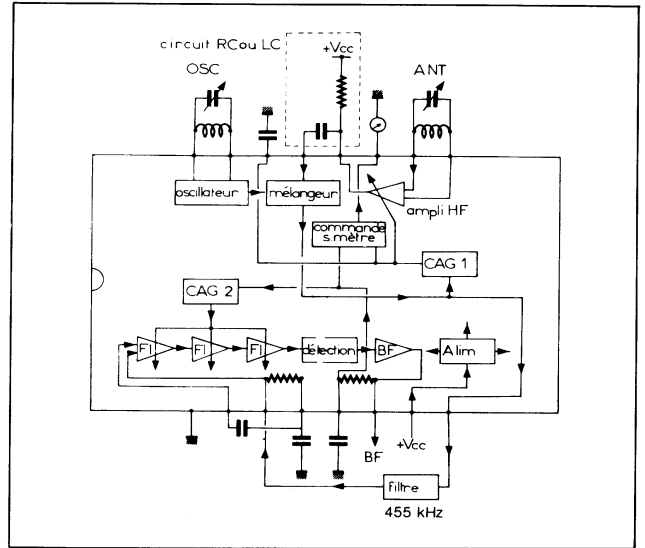 circuit RC ou LC
+Vcc
OSC
ANT
oscillateur
mélangeur
ampli HF
commande
s.mètre
CAG 1
CAG 2
FI
FI
FI
détection
BF
Alim
BF
+Vcc
filtre
455 kHz